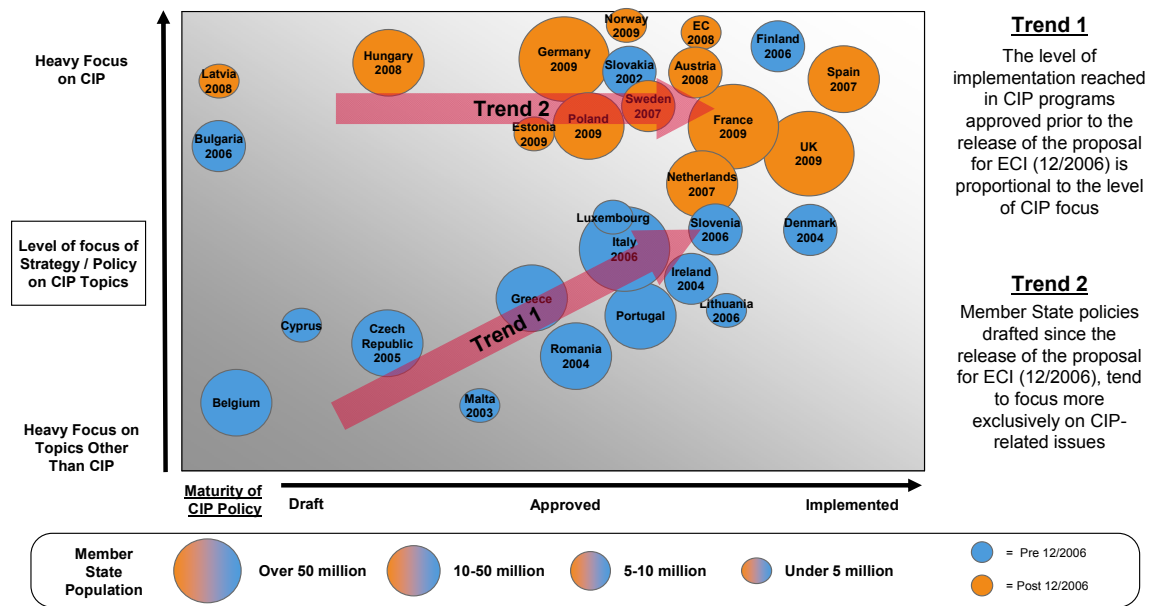 Heavy Focus
on CIP
Level of focus of
Strategy / Policy
on CIP Topics
Heavy Focus on
Topics Other
Than CIP
Latvia
2008
Bulgaria
2006
Hungary
2008
Germany
2009
Norway
2009
Slovakia
2002
EC
2008
Austria
2008
Finland
2006
Spain
2007
Trend 2
Estonia
2009
Poland
2009
Sweden
2007
France
2009
UK
2009
Netherlands
2007
Luxembourg
Italy
2006
Slovenia
2006
Denmark
2004
Ireland
2004
Lithuania
2006
Greece
Portugal
Trend 1
Cyprus
Czech
Republic
2005
Romania
2004
Belgium
Malta
2003
Maturity of
CIP Policy
Draft
Approved
Implemented
Trend 1
The level of
implementation reached
in CIP programs
approved prior to the
release of the proposal
for ECI (12/2006) is
proportional to the level
of CIP focus
Trend 2
Member State policies
drafted since the
release of the proposal
for ECI (12/2006), tend
to focus more
exclusively on CIP-
related issues
Member
State
Population
Over 50 million
10-50 million
5-10 million
Under 5 million
= Pre 12/2006
= Post 12/2006